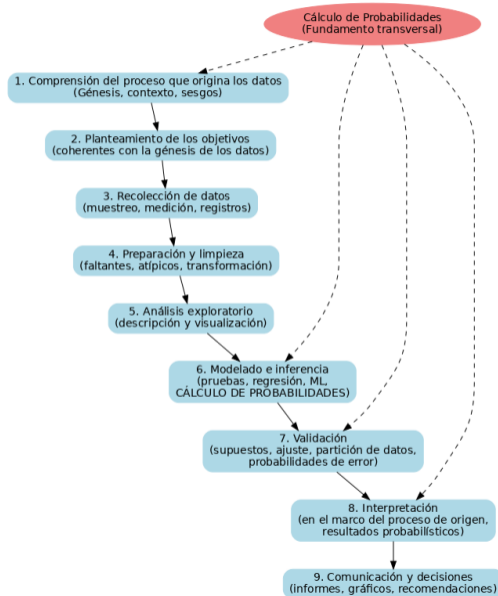 Cálculo de Probabilidades
(Fundamento transversal)
1. Comprensión del proceso que origina los datos
(Génesis, contexto, sesgos)
2. Planteamiento de los objetivos
(coherentes con la génesis de los datos)
3. Recolección de datos
(muestreo, medición, registros)
4. Preparación y limpieza
(faltantes, atípicos, transformación)
5. Análisis exploratorio
(descripción y visualización)
6. Modelado e inferencia
(pruebas, regresión, ML,
CÁLCULO DE PROBABILIDADES)
7. Validación
(supuestos, ajuste, partición de datos,
probabilidades de error)
8. Interpretación
(en el marco del proceso de origen,
resultados probabilísticos)
9. Comunicación y decisiones
(informes, gráficos, recomendaciones)